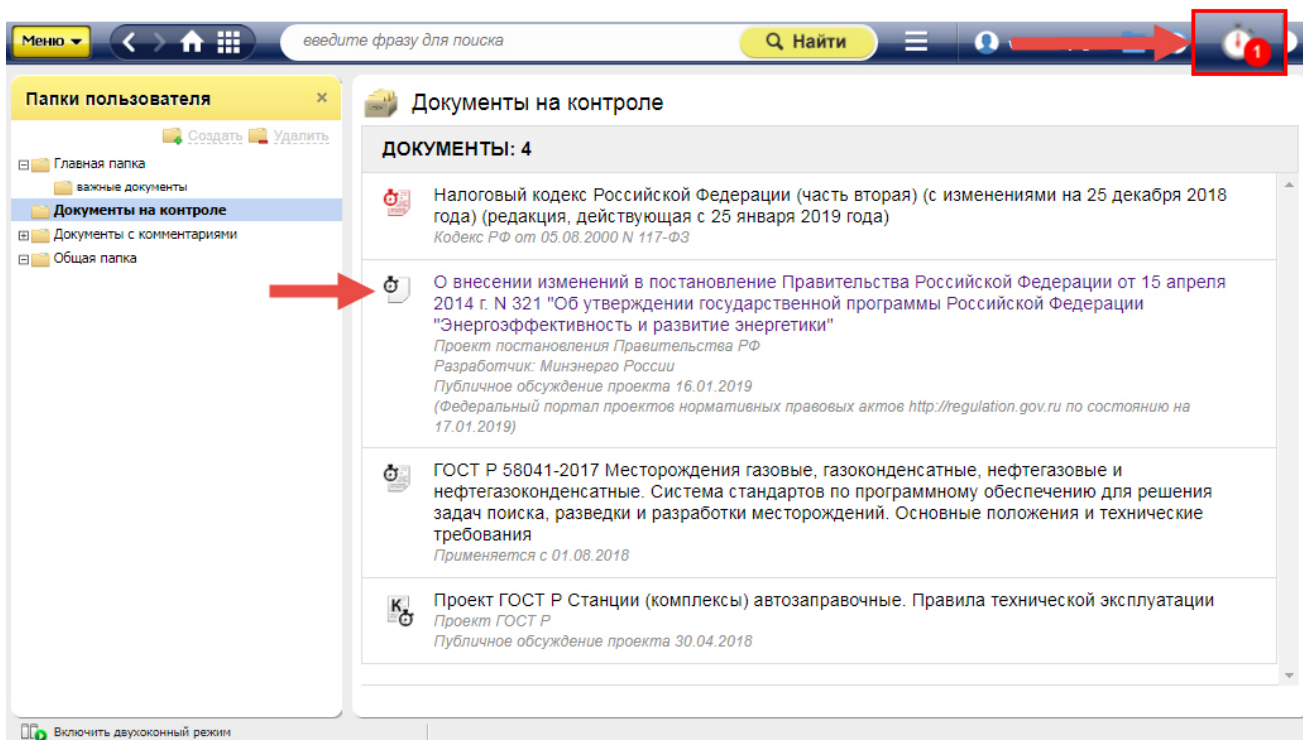 Меню
введите фразу для поиска
Найти
1
Папки пользователя
Создать Удалить
Главная папка
важные документы
Документы на контроле
Документы с комментариями
Общая папка
Документы на контроле
ДОКУМЕНТЫ: 4
Налоговый кодекс Российской Федерации (часть вторая) (с изменениями на 25 декабря 2018
года) (редакция, действующая с 25 января 2019 года)
Кодекс РФ от 05.08.2000 N 117-ФЗ
О внесении изменений в постановление Правительства Российской Федерации от 15 апреля
2014 г. N 321 "Об утверждении государственной программы Российской Федерации
"Энергоэффективность и развитие энергетики"
Проект постановления Правительства РФ
Разработчик: Минэнерго России
Публичное обсуждение проекта 16.01.2019
(Федеральный портал проектов нормативных правовых актов http://regulation.gov.ru по состоянию на
17.01.2019)
ГОСТ Р 58041-2017 Месторождения газовые, газоконденсатные, нефтегазовые и
нефтегазоконденсатные. Система стандартов по программному обеспечению для решения
задач поиска, разведки и разработки месторождений. Основные положения и технические
требования
Применяется с 01.08.2018
К
Проект ГОСТ Р Станции (комплексы) автозаправочные. Правила технической эксплуатации
Проект ГОСТ Р
Публичное обсуждение проекта 30.04.2018
Включить двухоконный режим